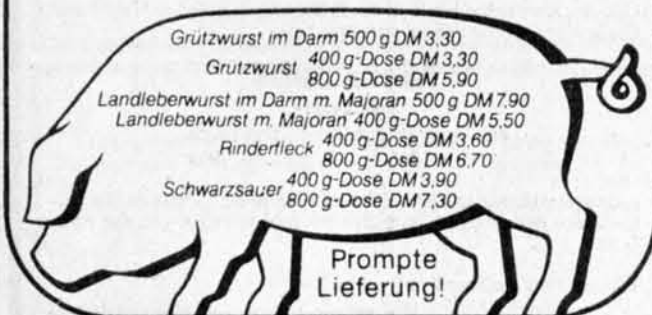 Grützwurst im Darm 500 g DM 3,30
Grützwurst 400 g-Dose DM 3,30
800 g-Dose DM 5,90
Landleberwurst im Darm m. Majoran 500 g DM 7,90
Landleberwurst m. Majoran 400 g-Dose DM 5,50
Rinderfleck 400 g-Dose DM 3,60
800 g-Dose DM 6,70
Schwarzsauer 400 g-Dose DM 3,90
800 g-Dose DM 7,30
Prompte
Lieferung!